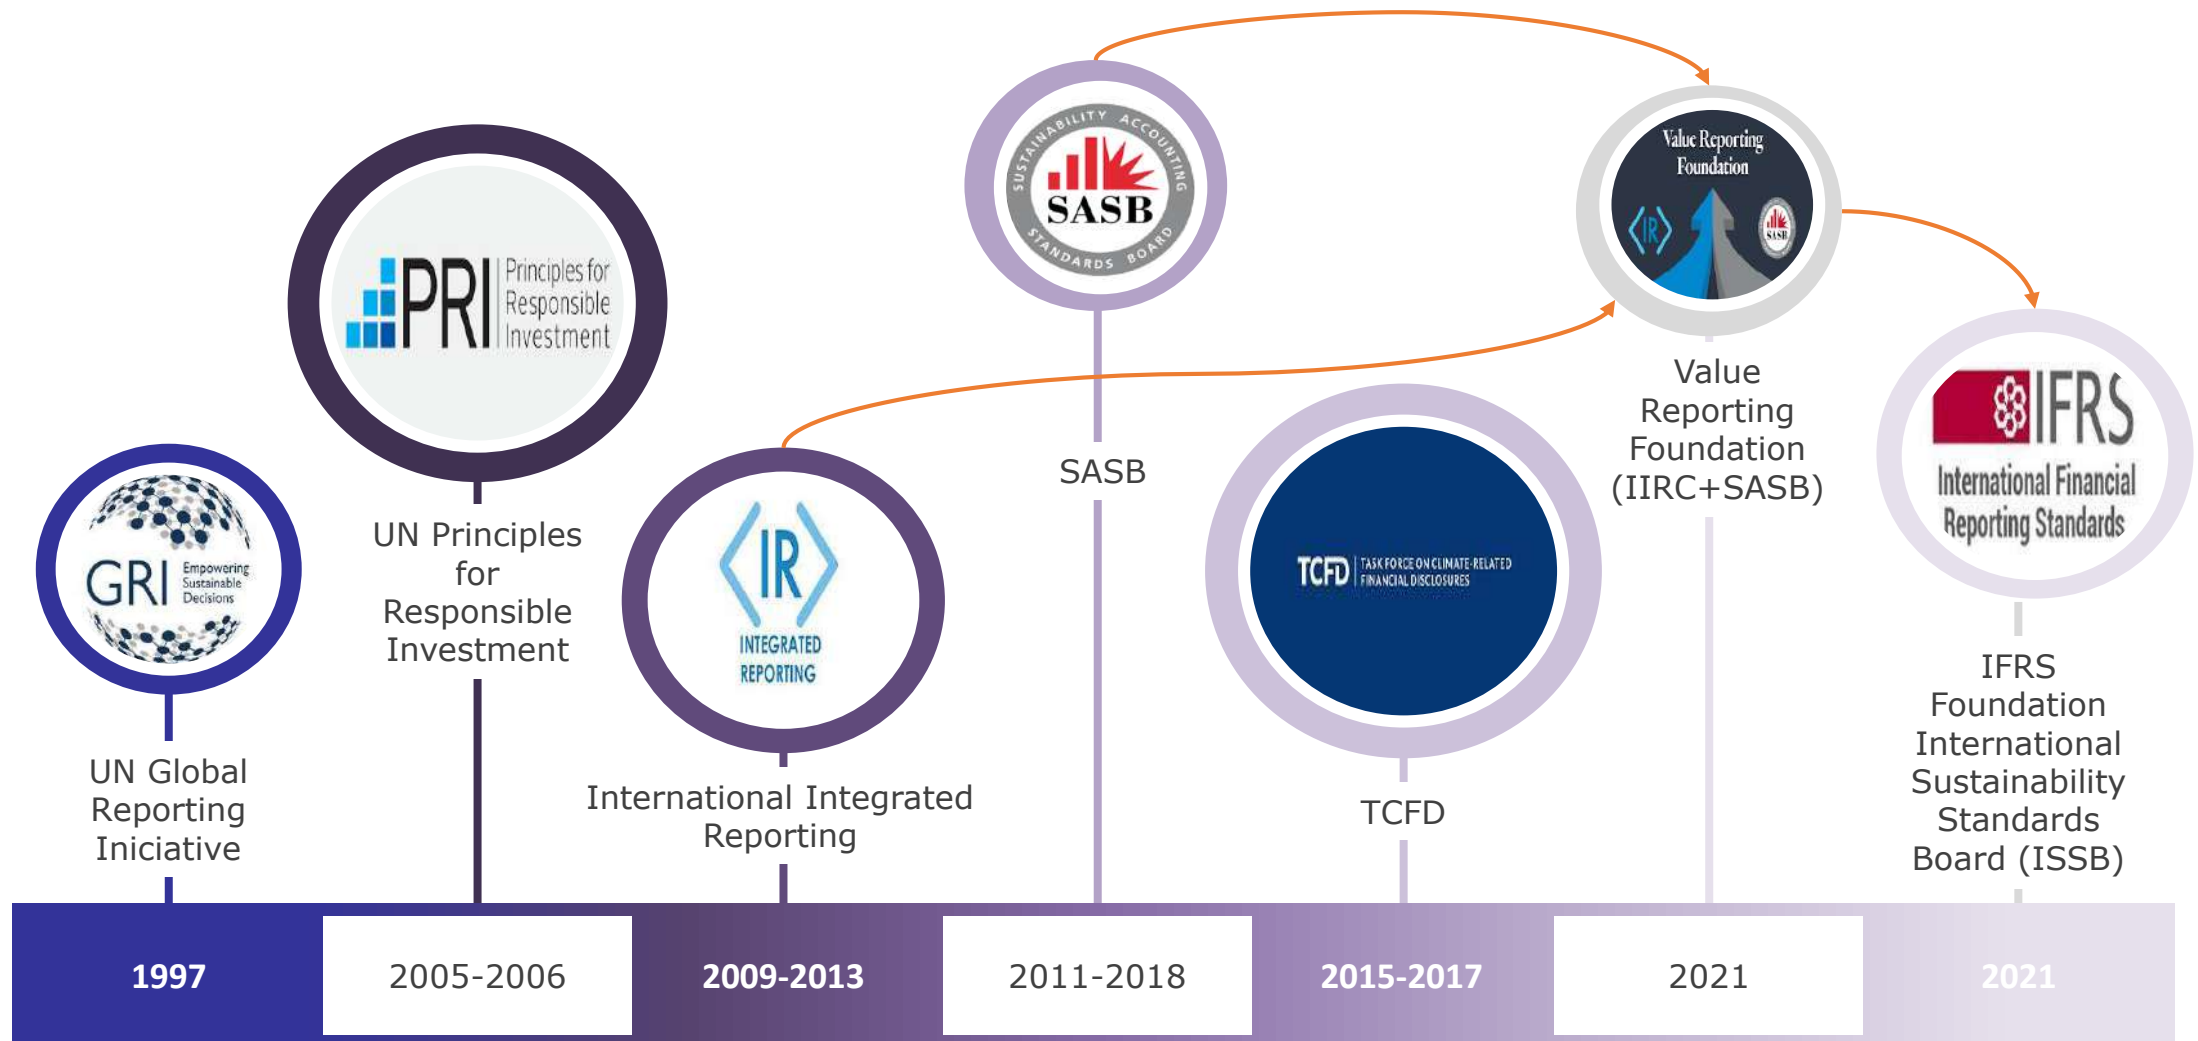 SUSTAINABILITY ACCOUNTING
STANDARDS BOARD
SASB
Value Reporting
Foundation
IR
SASB
PRI
Principles for
Responsible
Investment
IFRS
International Financial
Reporting Standards
GRI
Empowering
Sustainable
Decisions
IR
INTEGRATED
REPORTING
TCFD
TASK FORCE ON CLIMATE-RELATED
FINANCIAL DISCLOSURES
UN Global
Reporting
Iniciative
UN Principles
for
Responsible
Investment
International Integrated
Reporting
SASB
TCFD
Value
Reporting
Foundation
(IIRC+SASB)
IFRS
Foundation
International
Sustainability
Standards
Board (ISSB)
1997
2005-2006
2009-2013
2011-2018
2015-2017
2021
2021